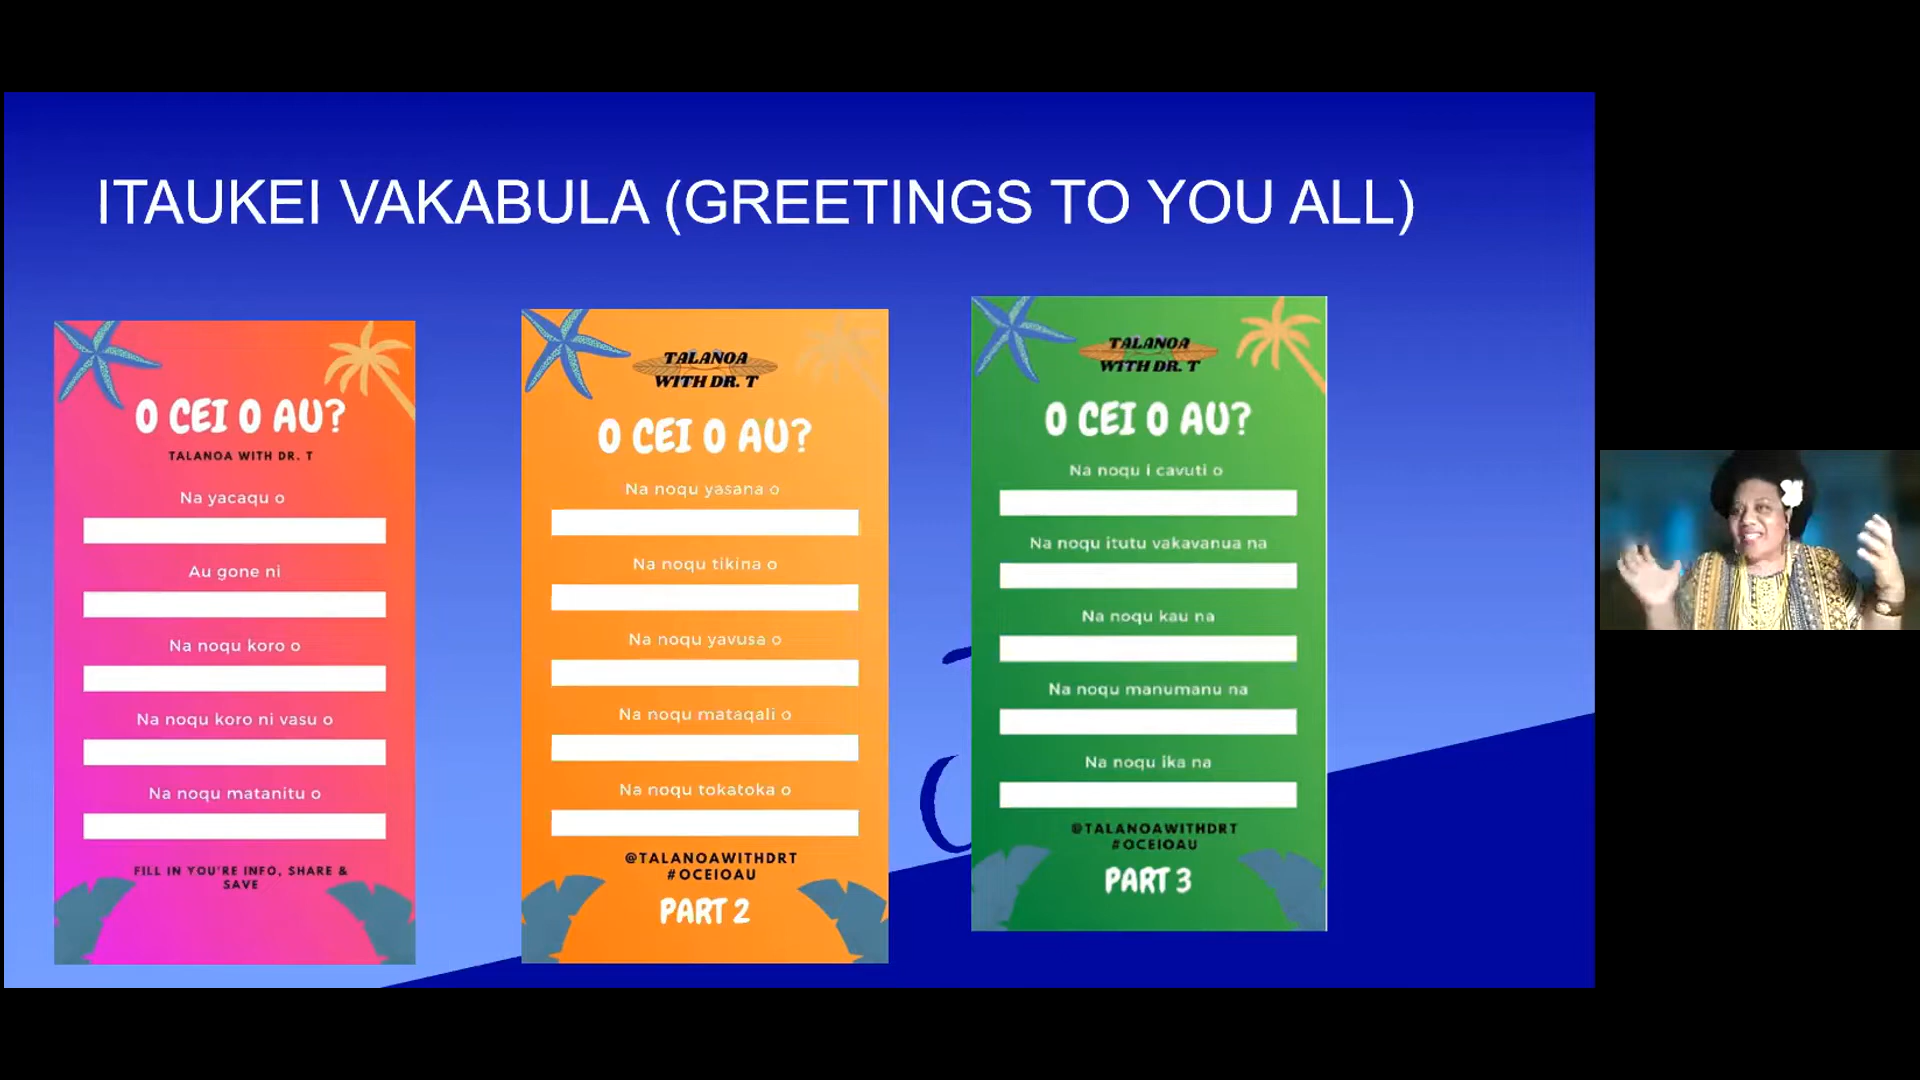 ITAUKEI VAKABULA (GREETINGS TO YOU ALL)
O CEI O AU?
TALANOA WITH DR. T
Na yacaqu o
Au gone ni
Na noqu koro o
Na noqu koro ni vasu o
Na noqu matanitu o
FILL IN YOU'RE INFO, SHARE &
SAVE
TALANOA
WITH DR. T
O CEI O AU?
Na noqu yasana o
Na noqu tikina o
Na noqu yavusa o
Na noqu mataqali o
Na noqu tokatoka o
@TALANOAWITHDRT
#OCEIOAU
PART 2
TALANOA
WITH DR. T
O CEI O AU?
Na noqu i cavuti o
Na noqu itutu vakavanua na
Na noqu kau na
Na noqu manumanu na
Na noqu ika na
@TALANOAWITHDRT
#OCEIOAU
PART 3